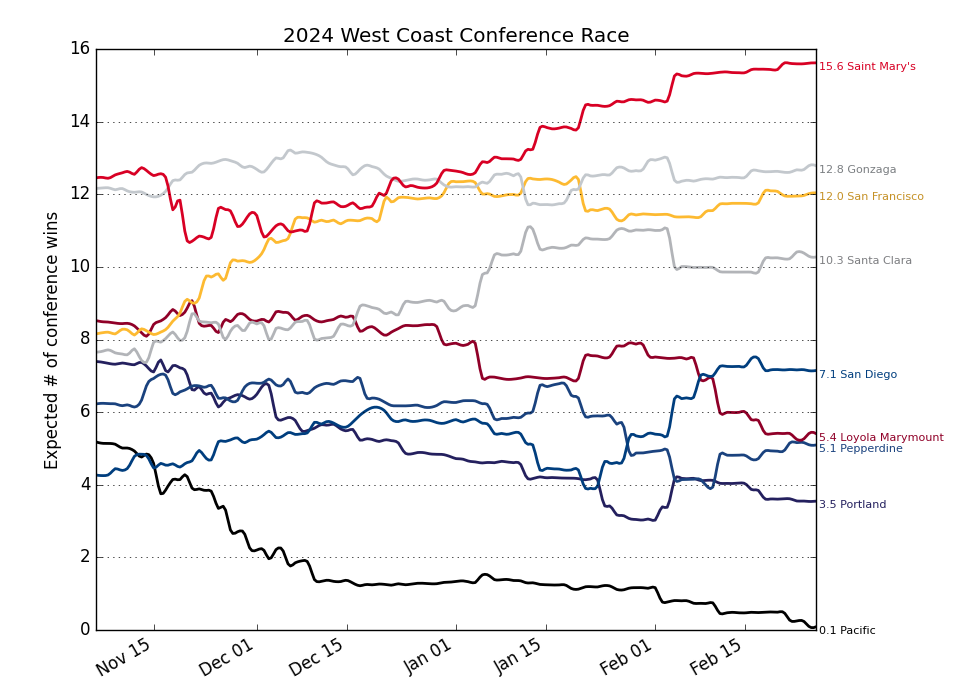 2024 West Coast Conference Race
Expected # of conference wins
16
14
12
10
8
6
4
2
0
Nov 15
Dec 01
Dec 15
Jan 01
Jan 15
Feb 01
Feb 15
15.6 Saint Mary's
12.8 Gonzaga
12.0 San Francisco
10.3 Santa Clara
7.1 San Diego
5.4 Loyola Marymount
5.1 Pepperdine
3.5 Portland
0.1 Pacific